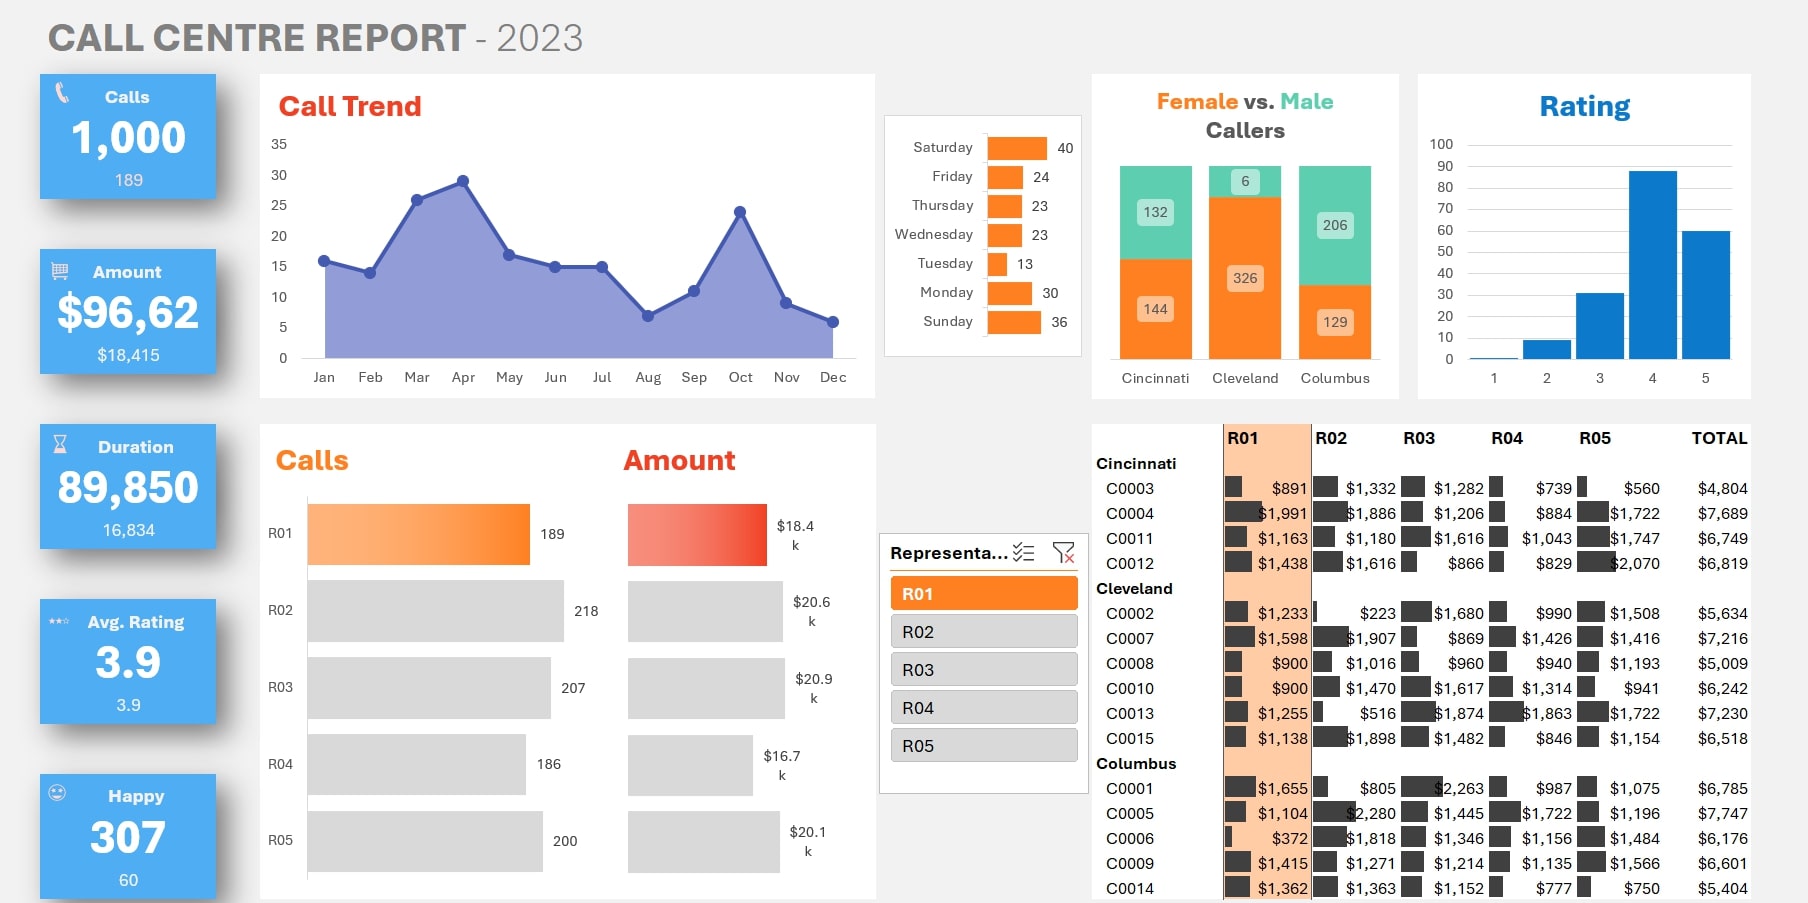 CALL CENTRE REPORT - 2023
Calls
1,000
189
Amount
$96,62
$18,415
Duration
89,850
16,834
Avg. Rating
3.9
3.9
Happy
307
60
Call Trend
35
30
25
20
15
10
5
0
Jan Feb Mar Apr May Jun Jul Aug Sep Oct Nov Dec
Saturday 40
Friday 24
Thursday 23
Wednesday 23
Tuesday 13
Monday 30
Sunday 36
Female vs. Male
Callers
132 6 206
144 326 129
Cincinnati Cleveland Columbus
Rating
100
90
80
70
60
50
40
30
20
10
0
1 2 3 4 5
Calls
R01 189
R02 218
R03 207
R04 186
R05 200
Amount
$18.4
k
$20.6
k
$20.9
k
$16.7
k
$20.1
k
Representa...
R01
R02
R03
R04
R05
R01 R02 R03 R04 R05 TOTAL
Cincinnati
C0003 $891 $1,332 $1,282 $739 $560 $4,804
C0004 $1,991 $1,886 $1,206 $884 $1,722 $7,689
C0011 $1,163 $1,180 $1,616 $1,043 $1,747 $6,749
C0012 $1,438 $1,616 $866 $829 $2,070 $6,819
Cleveland
C0002 $1,233 $223 $1,680 $990 $1,508 $5,634
C0007 $1,598 $1,907 $869 $1,426 $1,416 $7,216
C0008 $900 $1,016 $960 $940 $1,193 $5,009
C0010 $900 $1,470 $1,617 $1,314 $941 $6,242
C0013 $1,255 $516 $1,874 $1,863 $1,722 $7,230
C0015 $1,138 $1,898 $1,482 $846 $1,154 $6,518
Columbus
C0001 $1,655 $805 $2,263 $987 $1,075 $6,785
C0005 $1,104 $2,280 $1,445 $1,722 $1,196 $7,747
C0006 $372 $1,818 $1,346 $1,156 $1,484 $6,176
C0009 $1,415 $1,271 $1,214 $1,135 $1,566 $6,601
C0014 $1,362 $1,363 $1,152 $777 $750 $5,404